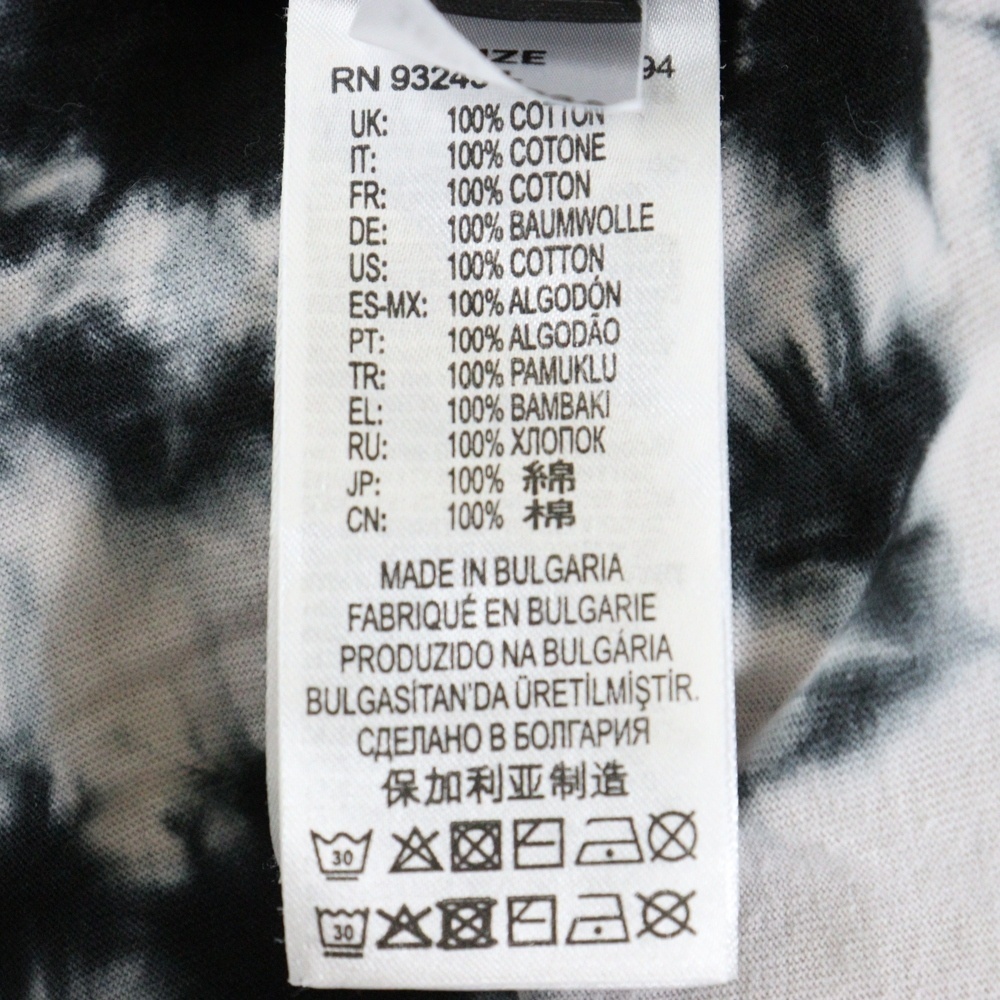 RN
94
UK: 100% COTTON
IT: 100% COTONE
FR: 100% COTON
DE: 100% BAUMWOLLE
US: 100% COTTON
ES-MX: 100% ALGODÓN
PT: 100% ALGODÃO
TR: 100% PAMUKLU
EL: 100% BAMBAKI
RU: 100% ХЛОПОК
JP: 100% 綿
CN: 100% 棉
MADE IN BULGARIA
FABRIQUÉ EN BULGARIE
PRODUZIDO NA BULGÁRIA
BULGASİTAN'DA ÜRETİLMİŞTİR.
СДЕЛАНО В БОЛГАРИЯ
保加利亚制造
30
30